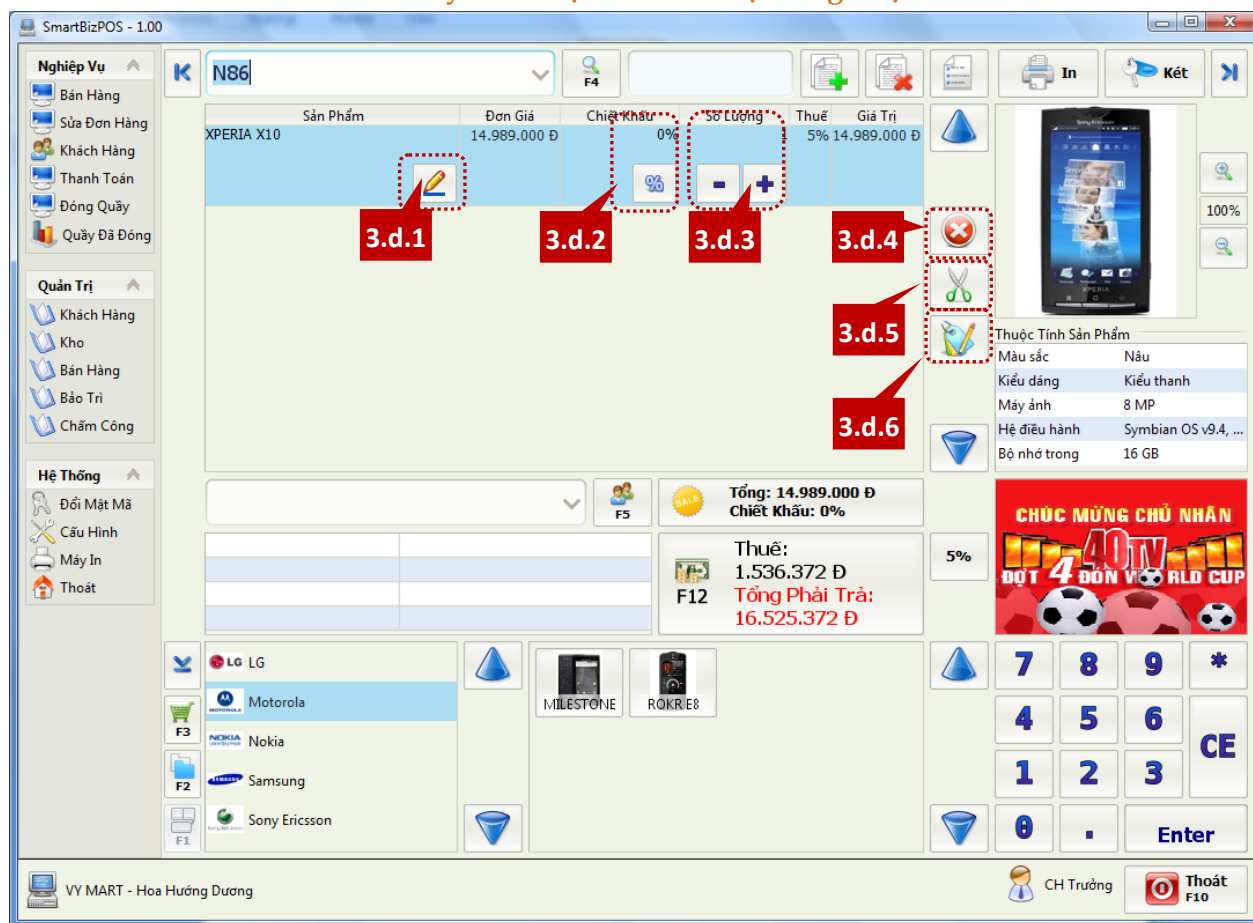 SmartBizPOS - 1.00
Nghiệp Vụ
Bán Hàng
Sửa Đơn Hàng
Khách Hàng
Thanh Toán
Đóng Quầy
Quầy Đã Đóng
Quản Trị
Khách Hàng
Kho
Bán Hàng
Bảo Trì
Chấm Công
Hệ Thống
Đổi Mật Mã
Cấu Hình
Máy In
Thoát
N86
F4
In
Két
Sản Phẩm Đơn Giá Chiết Khấu Số Lượng Thuế Giá Trị
XPERIA X10 14.989.000 Đ 0% 1 5% 14.989.000 Đ
%
- +
3.d.1
3.d.2
3.d.3
3.d.4
3.d.5
3.d.6
Sony Ericsson
XPERIA
100%
Thuộc Tính Sản Phẩm
Màu sắc Nâu
Kiểu dáng Kiểu thanh
Máy ảnh 8 MP
Hệ điều hành Symbian OS v9.4, ...
Bộ nhớ trong 16 GB
F5
SALE
Tổng: 14.989.000 Đ
Chiết Khấu: 0%
F12
Thuế:
1.536.372 Đ
Tổng Phải Trả:
16.525.372 Đ
5%
CHÚC MỪNG CHỦ NHÂN
40TV
ĐỢT 4 ĐÓN WORLD CUP
F3
F2
F1
LG LG
MOTOROLA Motorola
NOKIA Nokia
SAMSUNG Samsung
Sony Ericsson
MILESTONE
ROKR E8
7 8 9 *
4 5 6
CE
1 2 3
0 . Enter
VY MART - Hoa Hướng Dương
CH Trưởng
Thoát
F10